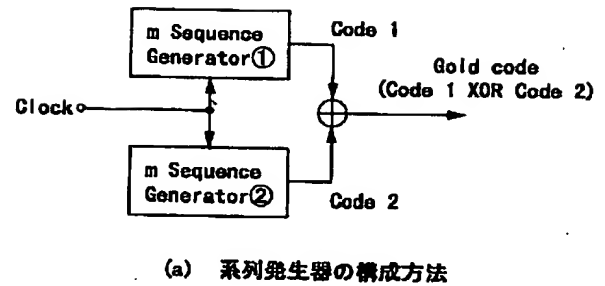 m Sequence
Generator①
Code 1
Gold code
(Code 1 XOR Code 2)
Clock
m Sequence
Generator②
Code 2
(a) 系列発生器の構成方法